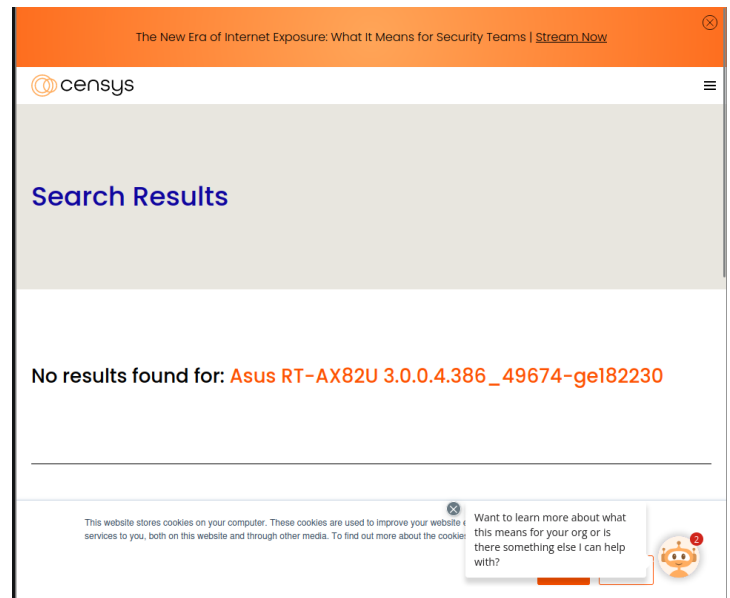 The New Era of Internet Exposure: What It Means for Security Teams | Stream Now
censys
Search Results
No results found for: Asus RT-AX82U 3.0.0.4.386_49674-ge182230
This website stores cookies on your computer. These cookies are used to improve your website
services to you, both on this website and through other media. To find out more about the cookies
Want to learn more about what
this means for your org or is
there something else I can help
with?
2